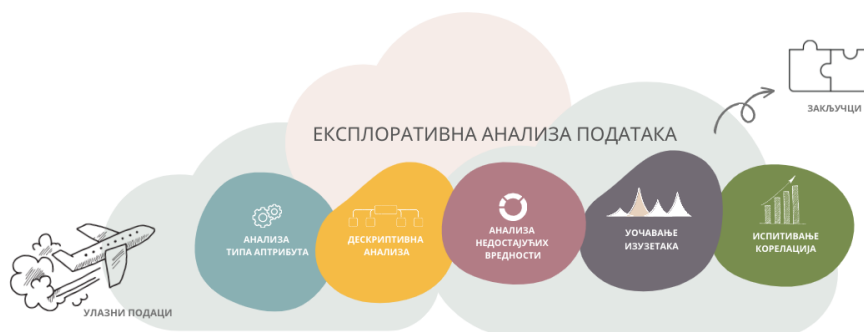 ЕКСПЛОРАТИВНА АНАЛИЗА ПОДАТАКА
ЗАКЉУЧЦИ
АНАЛИЗА
ТИПА АПТРИБУТА
ДЕСКРИПТИВНА
АНАЛИЗА
АНАЛИЗА
НЕДОСТАЈУЋИХ
ВРЕДНОСТИ
УОЧАВАЊЕ
ИЗУЗЕТАКА
ИСПИТИВАЊЕ
КОРЕЛАЦИЈА
УЛАЗНИ ПОДАЦИ